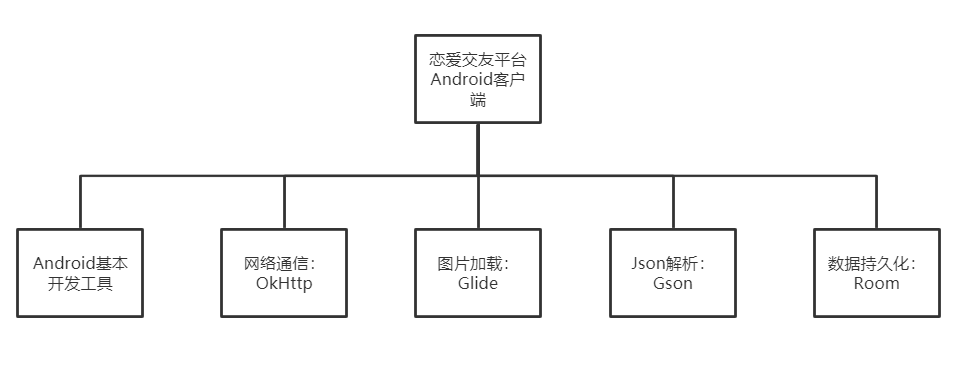 恋爱交友平台
Android客户
端
Android基本
开发工具
网络通信：
OkHttp
图片加载：
Glide
Json解析：
Gson
数据持久化：
Room